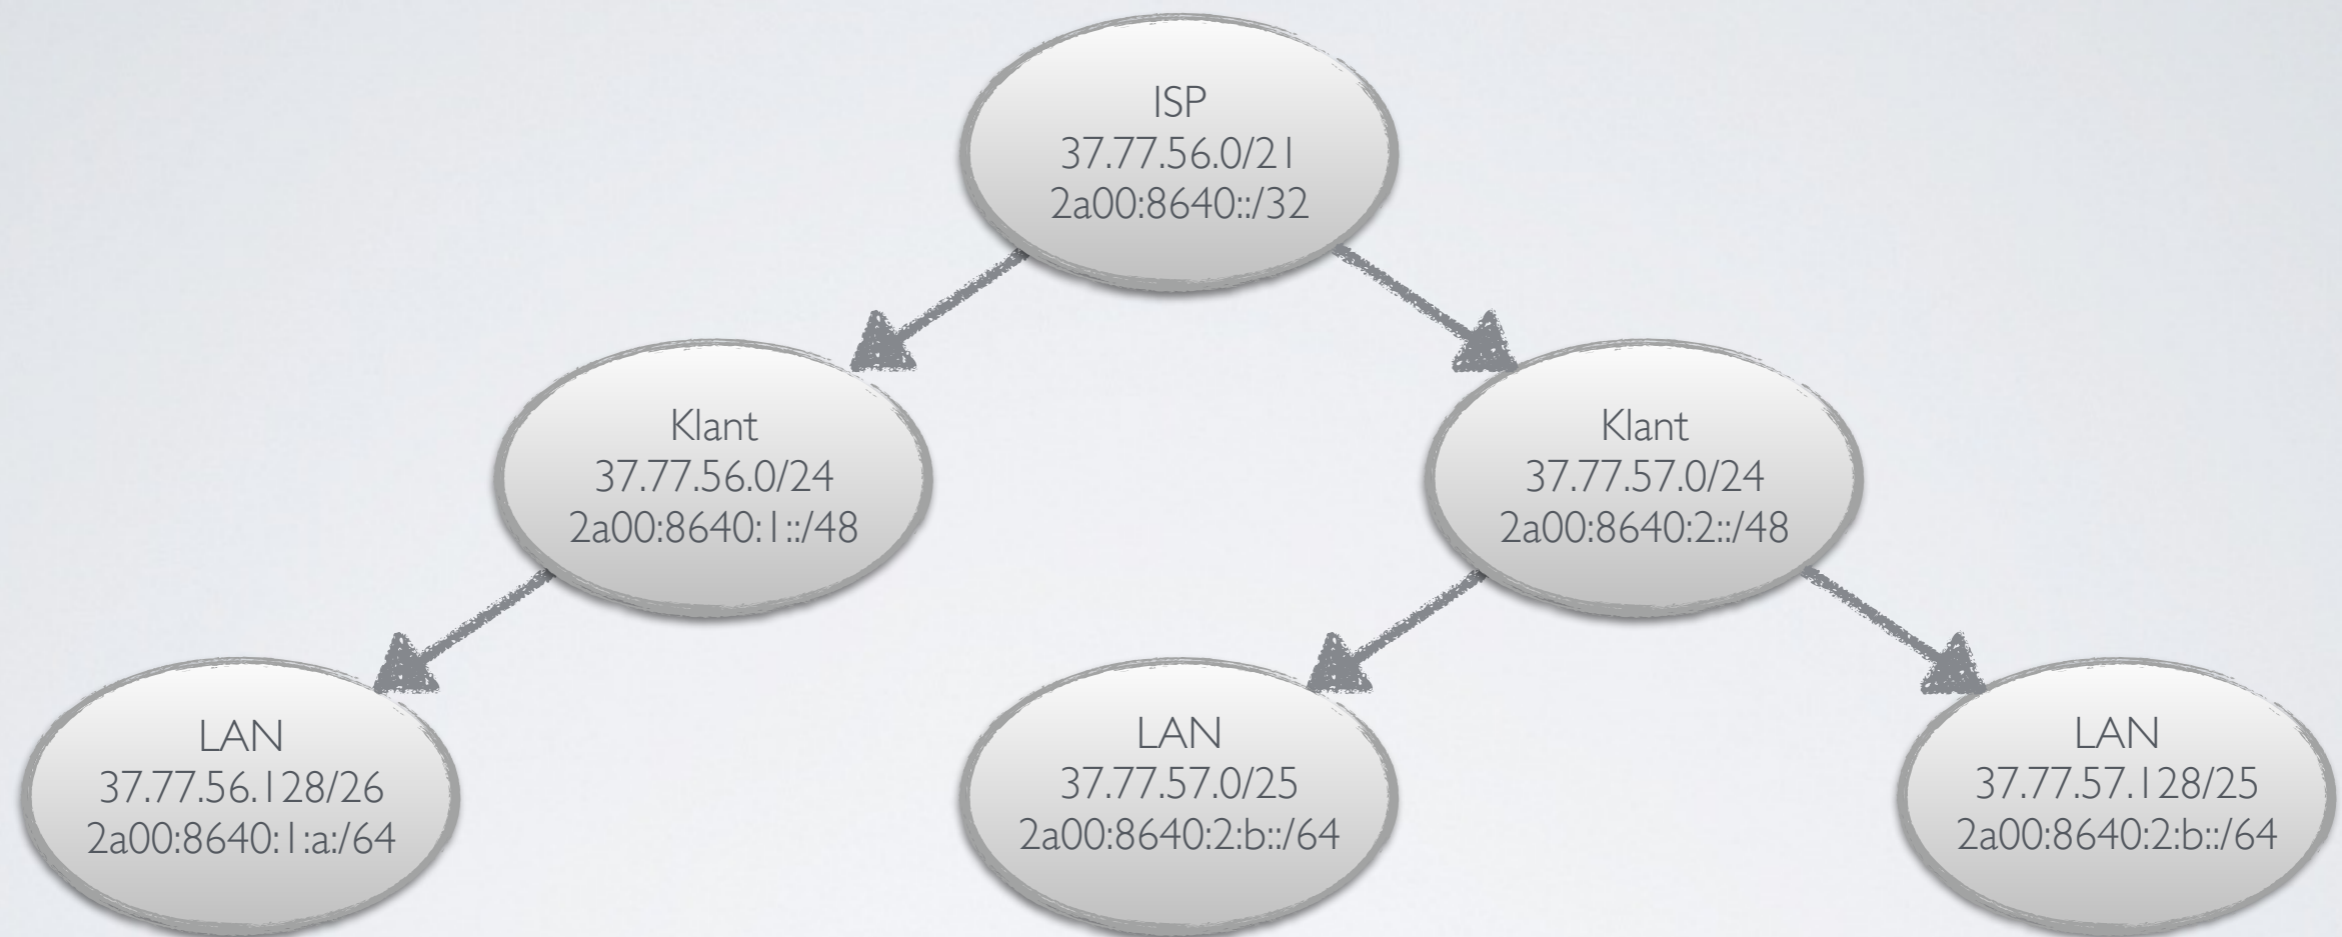 ISP
37.77.56.0/21
2a00:8640::/32
Klant
37.77.56.0/24
2a00:8640:1::/48
Klant
37.77.57.0/24
2a00:8640:2::/48
LAN
37.77.56.128/26
2a00:8640:1:a:/64
LAN
37.77.57.0/25
2a00:8640:2:b::/64
LAN
37.77.57.128/25
2a00:8640:2:b::/64